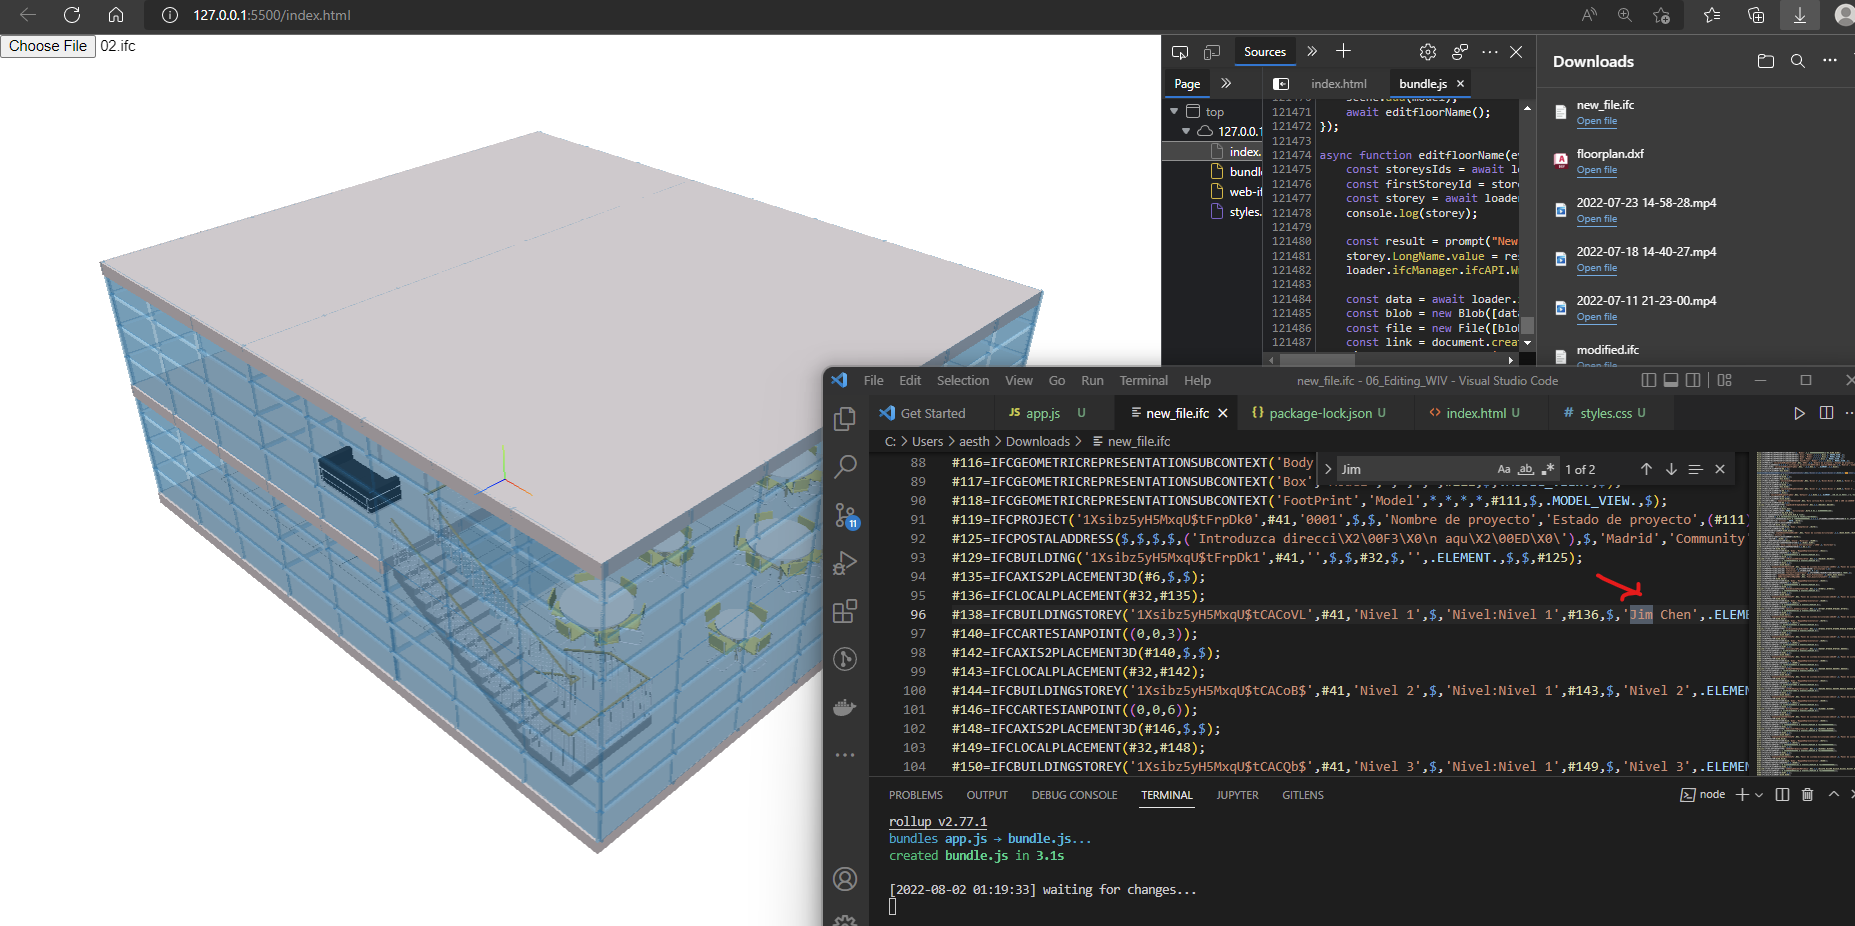 127.0.0.1:5500/index.html
Choose File 02.ifc
Sources
Page
index.html
bundle.js
top
127.0.0.1
index.
bundle
web-if
styles.
121471 await editfloorName();
121472 });
121473
121474 async function editfloorName(e
121475 const storeysIds = await lo
121476 const firstStoreyId = store
121477 const storey = await loader
121478 console.log(storey);
121479
121480 const result = prompt("New
121481 storey.LongName.value = res
121482 loader.ifcManager.ifcAPI.W
121483
121484 const data = await loader.
121485 const blob = new Blob([dat
121486 const file = new File([blo
121487 const link = document.crea
Downloads
new_file.ifc
Open file
floorplan.dxf
Open file
2022-07-23 14-58-28.mp4
Open file
2022-07-18 14-40-27.mp4
Open file
2022-07-11 21-23-00.mp4
Open file
modified.ifc
File Edit Selection View Go Run Terminal Help
new_file.ifc - 06_Editing_WIV - Visual Studio Code
Get Started
JS app.js U
new_file.ifc
{} package-lock.json U
<> index.html U
# styles.css U
C: > Users > aesth > Downloads > new_file.ifc
Jim
Aa ab 1 of 2
88 #116=IFCGEOMETRICREPRESENTATIONSUBCONTEXT('Body
89 #117=IFCGEOMETRICREPRESENTATIONSUBCONTEXT('Box'
90 #118=IFCGEOMETRICREPRESENTATIONSUBCONTEXT('FootPrint','Model',*,*,*,*,#111,$,.MODEL_VIEW.,$);
91 #119=IFCPROJECT('1Xsibz5yH5MxqU$tFrpDk0',#41,'0001',$,$,'Nombre de proyecto','Estado de proyecto',(#111
92 #125=IFCPOSTALADDRESS($,$,$,$,('Introduzca direcci\X2\00F3\X0\n aqu\X2\00ED\X0\'),$,'Madrid','Community'
93 #129=IFCBUILDING('1Xsibz5yH5MxqU$tFrpDk1',#41,'',$,$,#32,$,'',.ELEMENT.,$,$,#125);
94 #135=IFCAXIS2PLACEMENT3D(#6,$,$);
95 #136=IFCLOCALPLACEMENT(#32,#135);
96 #138=IFCBUILDINGSTOREY('1Xsibz5yH5MxqU$tCACoVL',#41,'Nivel 1',$,'Nivel:Nivel 1',#136,$,'Jim Chen',.ELEME
97 #140=IFCCARTESIANPOINT((0,0,3));
98 #142=IFCAXIS2PLACEMENT3D(#140,$,$);
99 #143=IFCLOCALPLACEMENT(#32,#142);
100 #144=IFCBUILDINGSTOREY('1Xsibz5yH5MxqU$tCACoB$',#41,'Nivel 2',$,'Nivel:Nivel 1',#143,$,'Nivel 2',.ELEMEN
101 #146=IFCCARTESIANPOINT((0,0,6));
102 #148=IFCAXIS2PLACEMENT3D(#146,$,$);
103 #149=IFCLOCALPLACEMENT(#32,#148);
104 #150=IFCBUILDINGSTOREY('1Xsibz5yH5MxqU$tCACQb$',#41,'Nivel 3',$,'Nivel:Nivel 1',#149,$,'Nivel 3',.ELEMEN
11
PROBLEMS OUTPUT DEBUG CONSOLE TERMINAL JUPYTER GITLENS
node
rollup v2.77.1
bundles app.js → bundle.js...
created bundle.js in 3.1s
[2022-08-02 01:19:33] waiting for changes...